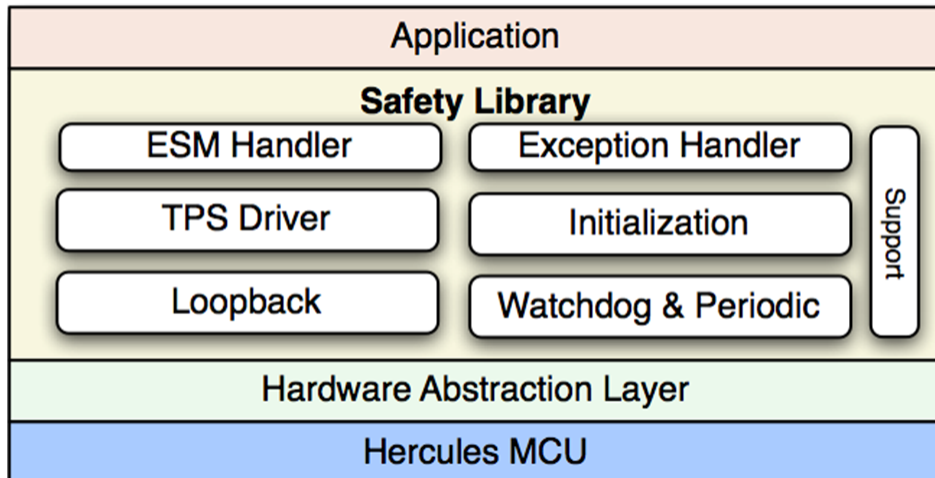 Application
Safety Library
ESM Handler
Exception Handler
TPS Driver
Initialization
Loopback
Watchdog & Periodic
Support
Hardware Abstraction Layer
Hercules MCU